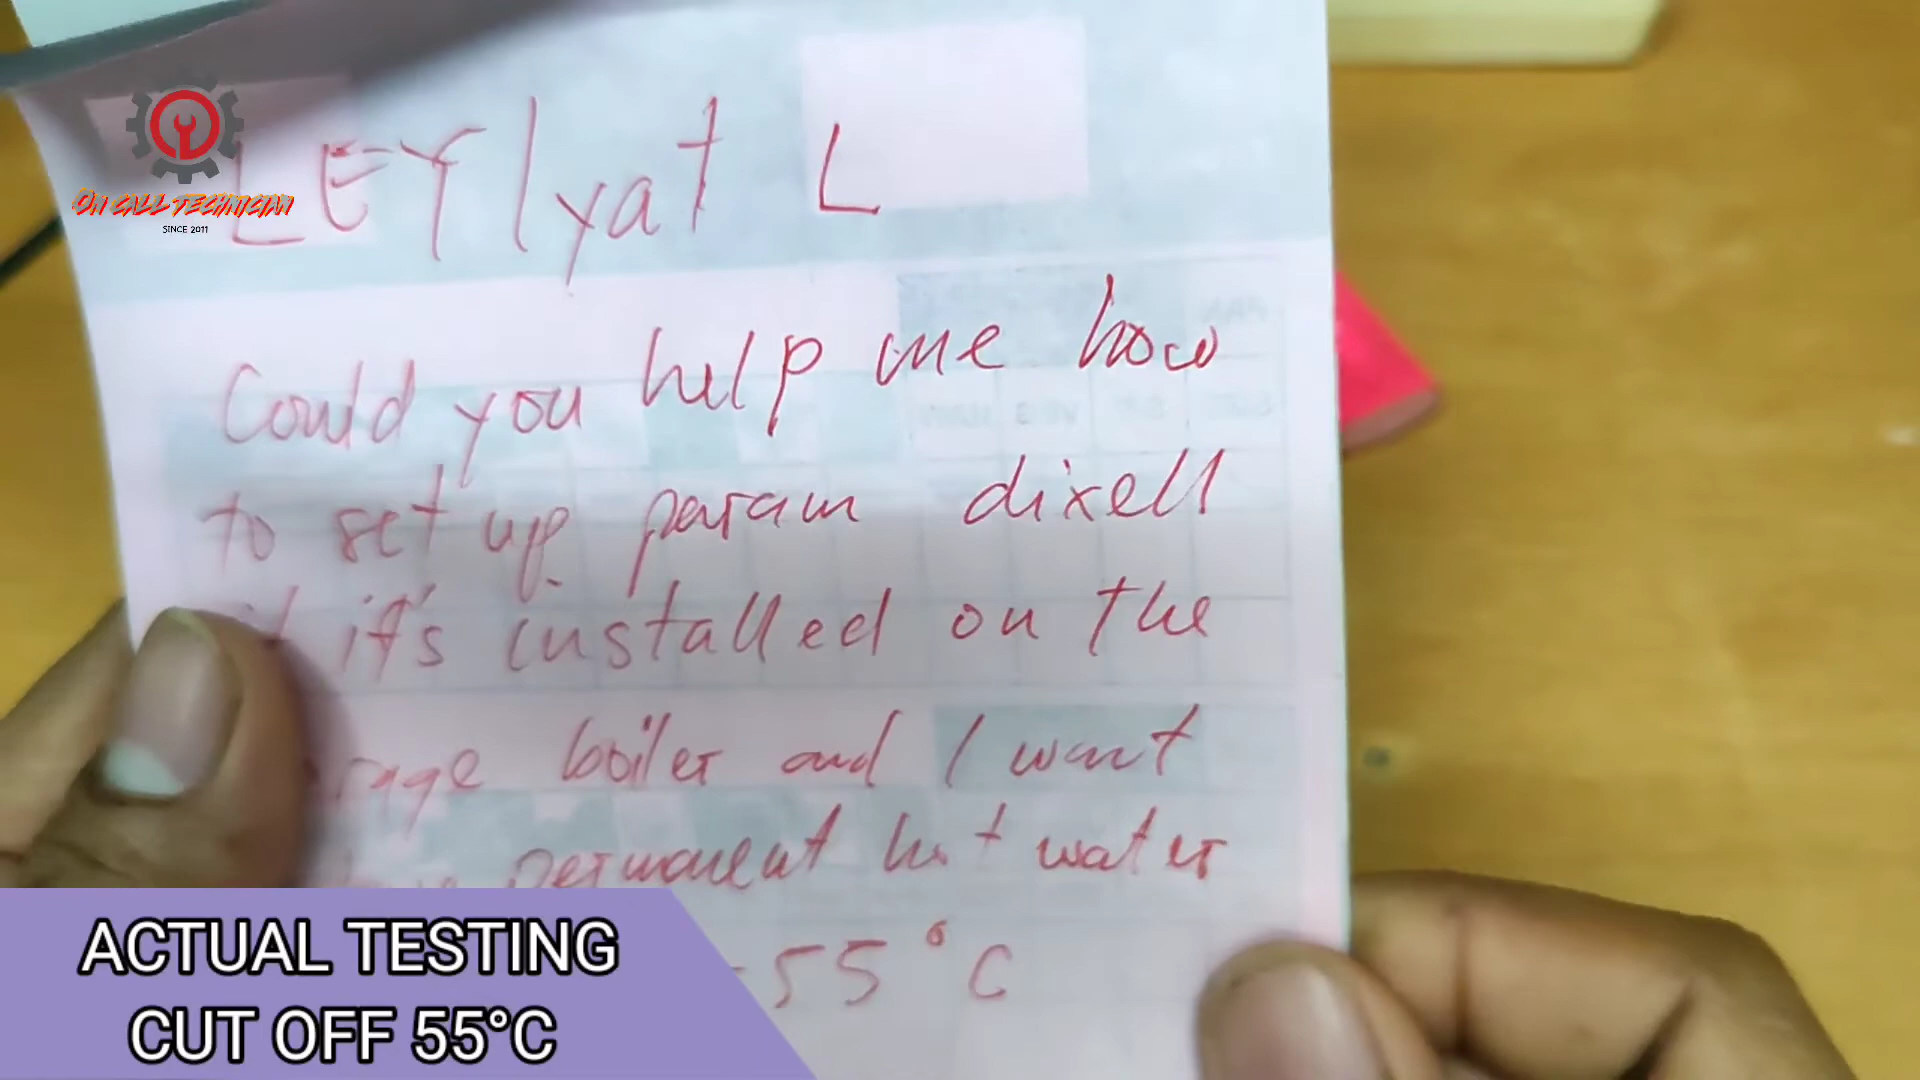 ON CALL TECHNICIAN
SINCE 2011
LEYlyat L
Could you help me how
to set up param dixell
it's installed on the
boiler and I want
permanent hot water
55°C
ACTUAL TESTING
CUT OFF 55°C